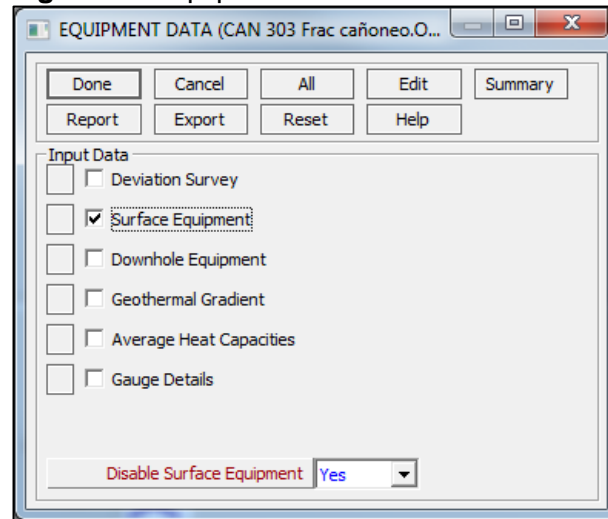 EQUIPMENT DATA (CAN 303 Frac cañoneo.O...
Done Cancel All Edit Summary
Report Export Reset Help
Input Data
Deviation Survey
Surface Equipment
Downhole Equipment
Geothermal Gradient
Average Heat Capacities
Gauge Details
Disable Surface Equipment Yes